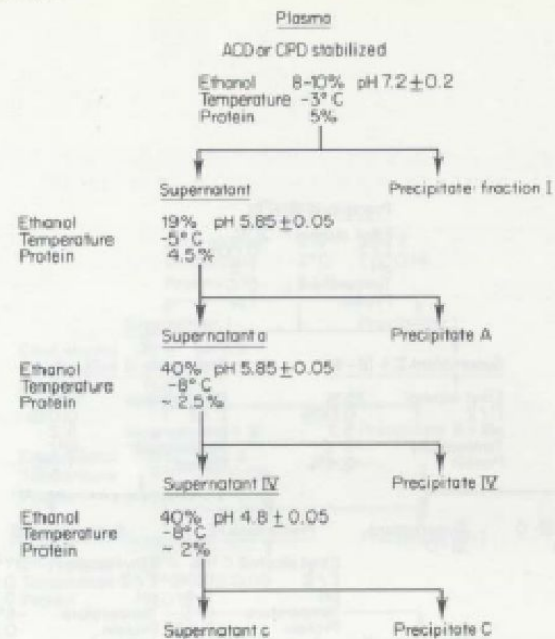 Plasma
ACD or CPD stabilized
Ethanol 8-10% pH 7.2 ± 0.2
Temperature -3° C
Protein 5%
Supernatant Precipitate: fraction I
Ethanol 19% pH 5.85 ± 0.05
Temperature -5° C
Protein 4.5%
Supernatant a Precipitate A
Ethanol 40% pH 5.85 ± 0.05
Temperature -8° C
Protein ~ 2.5%
Supernatant IV Precipitate IV
Ethanol 40% pH 4.8 ± 0.05
Temperature -8°C
Protein ~ 2%
Supernatant c Precipitate C